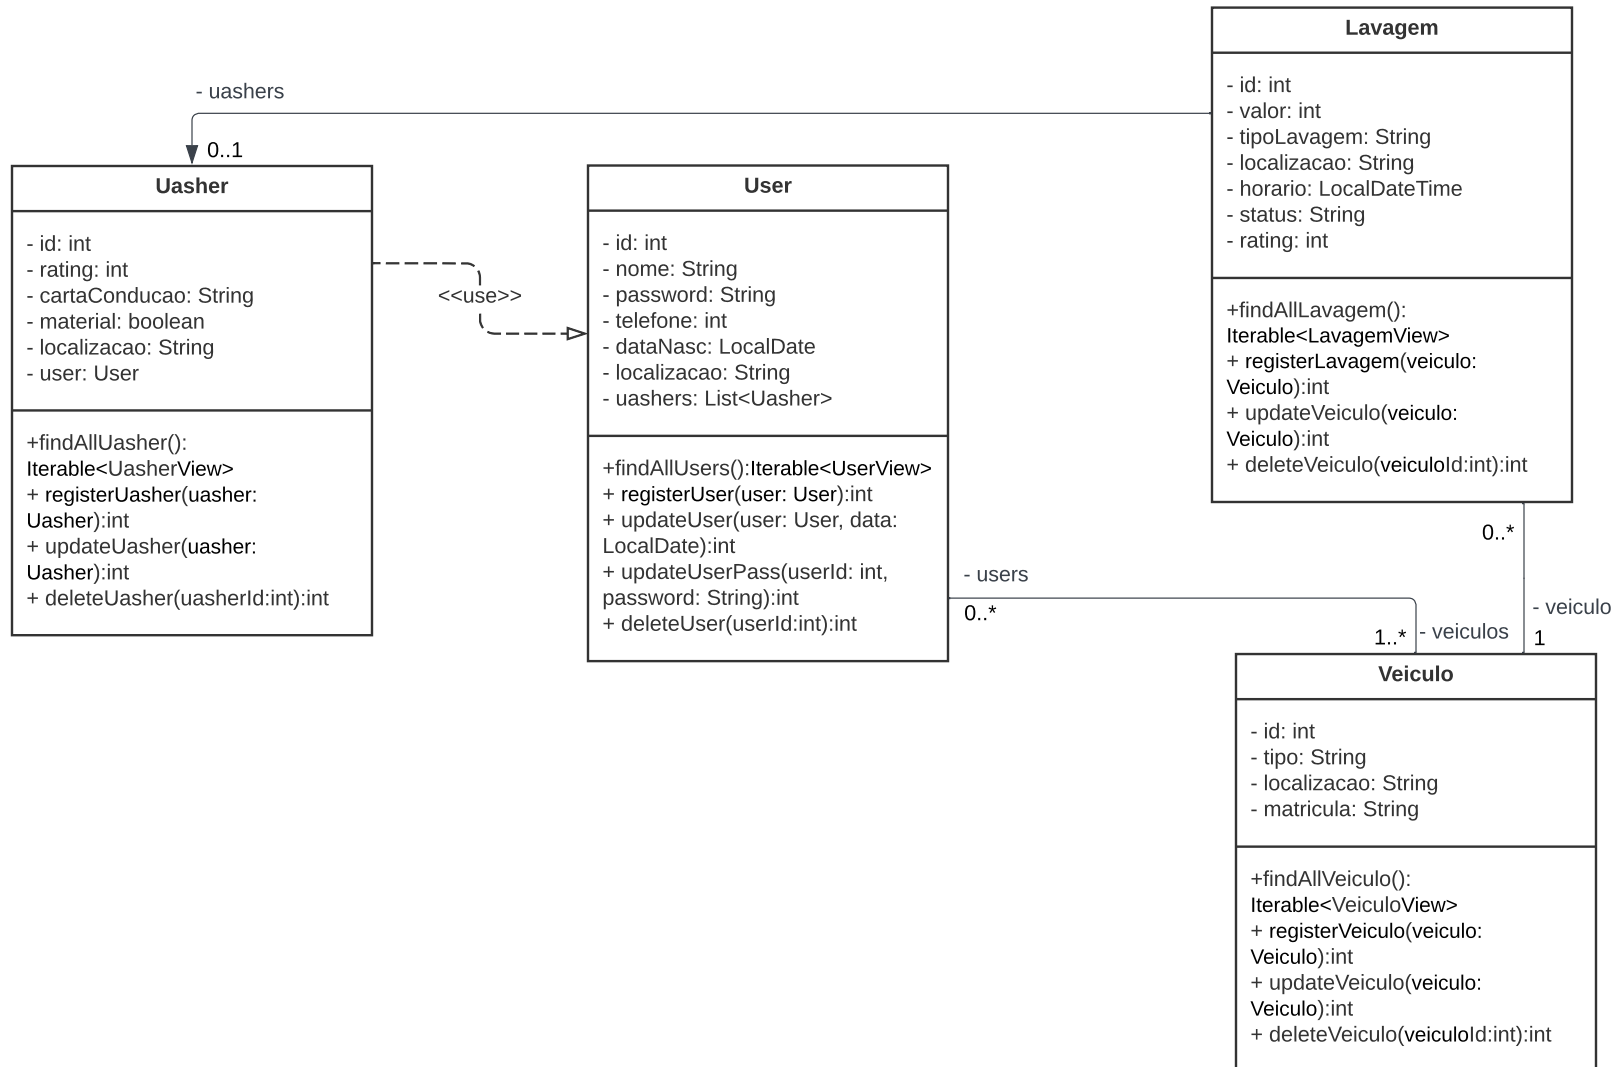 - uashers
0..1
Uasher
- id: int
- rating: int
- cartaConducao: String
- material: boolean
- localizacao: String
- user: User
+findAllUasher():
Iterable<UasherView>
+ registerUasher(uasher:
Uasher):int
+ updateUasher(uasher:
Uasher):int
+ deleteUasher(uasherId:int):int
<<use>>
User
- id: int
- nome: String
- password: String
- telefone: int
- dataNasc: LocalDate
- localizacao: String
- uashers: List<Uasher>
+findAllUsers():Iterable<UserView>
+ registerUser(user: User):int
+ updateUser(user: User, data:
LocalDate):int
+ updateUserPass(userId: int,
password: String):int
+ deleteUser(userId:int):int
- users
0..*
1..*
- veiculos
Lavagem
- id: int
- valor: int
- tipoLavagem: String
- localizacao: String
- horario: LocalDateTime
- status: String
- rating: int
+findAllLavagem():
Iterable<LavagemView>
+ registerLavagem(veiculo:
Veiculo):int
+ updateVeiculo(veiculo:
Veiculo):int
+ deleteVeiculo(veiculoId:int):int
0..*
- veiculo
1
Veiculo
- id: int
- tipo: String
- localizacao: String
- matricula: String
+findAllVeiculo():
Iterable<VeiculoView>
+ registerVeiculo(veiculo:
Veiculo):int
+ updateVeiculo(veiculo:
Veiculo):int
+ deleteVeiculo(veiculoId:int):int